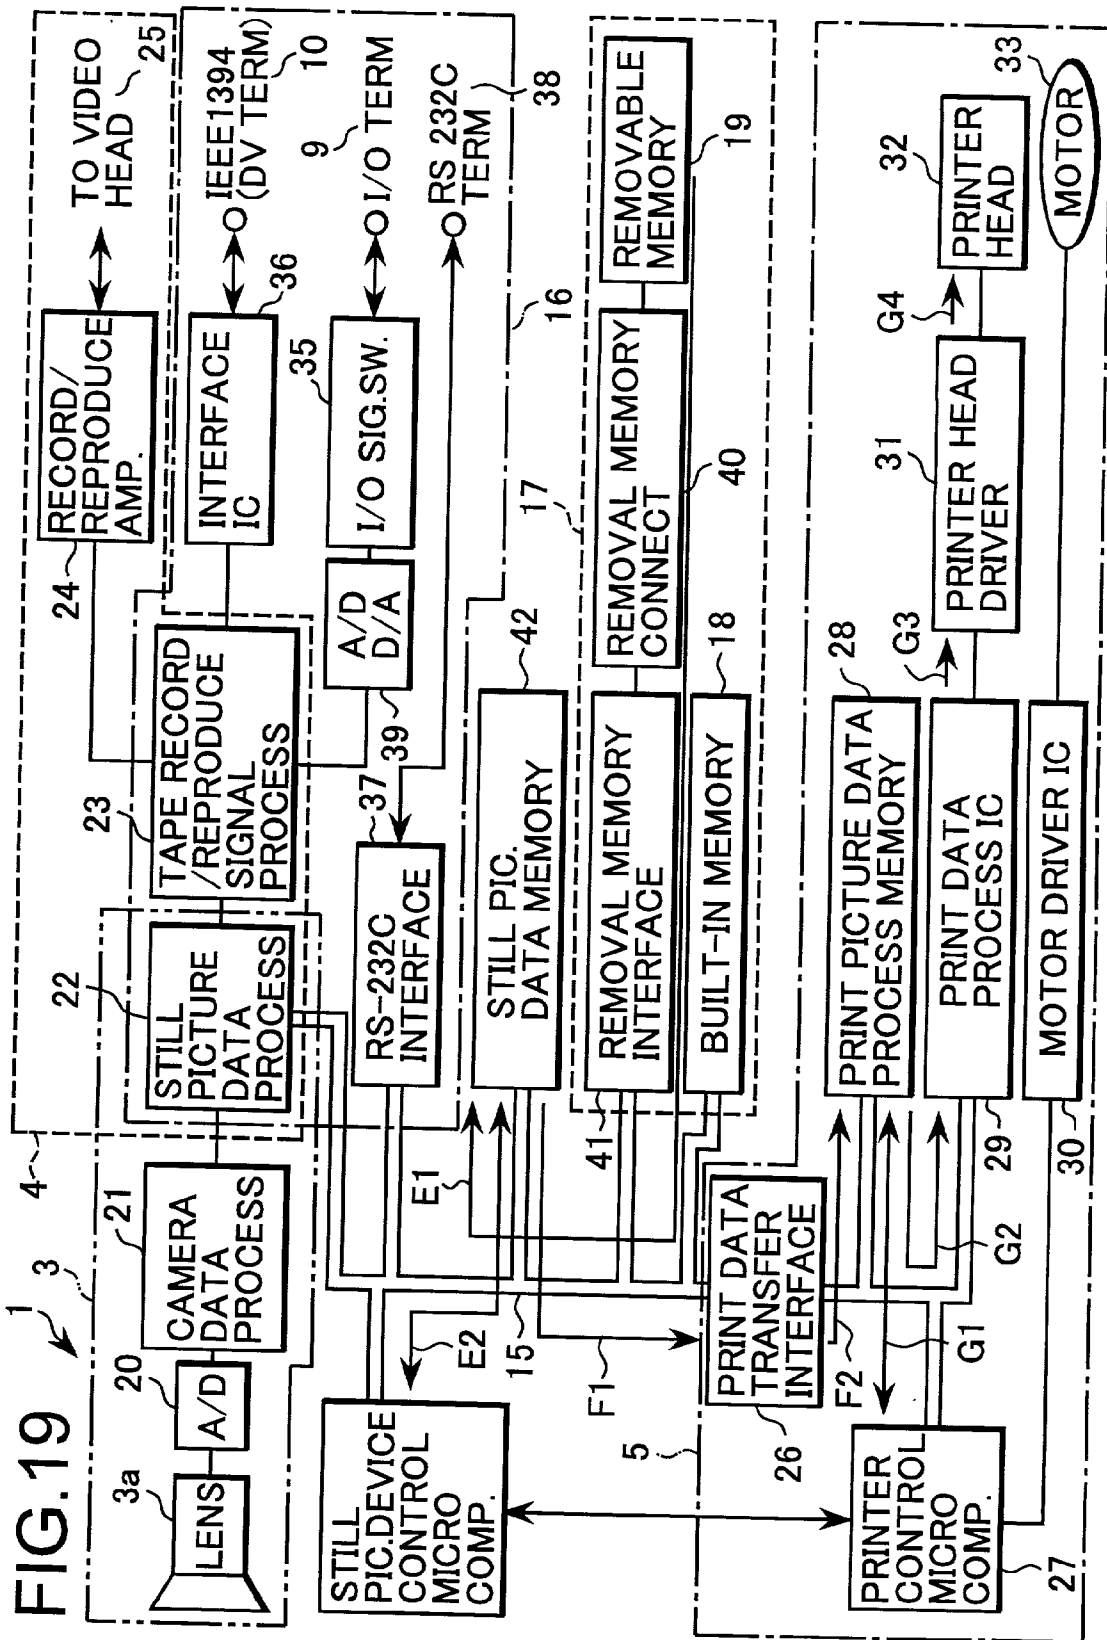 FIG.19
1
3
3a
LENS
20
A/D
21
CAMERA
DATA
PROCESS
4
22
STILL
PICTURE
DATA
PROCESS
23
TAPE RECORD
/REPRODUCE
SIGNAL
PROCESS
24
RECORD/
REPRODUCE
AMP.
TO VIDEO
HEAD
25
INTERFACE
IC
36
IEEE1394
(DV TERM)
10
A/D
D/A
39
I/O SIG.SW.
35
9
I/O TERM
RS 232C
TERM
38
RS-232C
INTERFACE
37
16
STILL PIC.
DATA MEMORY
42
17
REMOVAL MEMORY
INTERFACE
41
REMOVAL MEMORY
CONNECT
40
REMOVABLE
MEMORY
19
BUILT-IN MEMORY
18
STILL
PIC.DEVICE
CONTROL
MICRO
COMP.
E1
E2
15
F1
5
PRINT DATA
TRANSFER
INTERFACE
26
F2
G1
G2
PRINTER
CONTROL
MICRO
COMP.
27
PRINT PICTURE DATA
PROCESS MEMORY
28
PRINT DATA
PROCESS IC
29
MOTOR DRIVER IC
30
G3
PRINTER HEAD
DRIVER
31
G4
PRINTER
HEAD
32
MOTOR
33